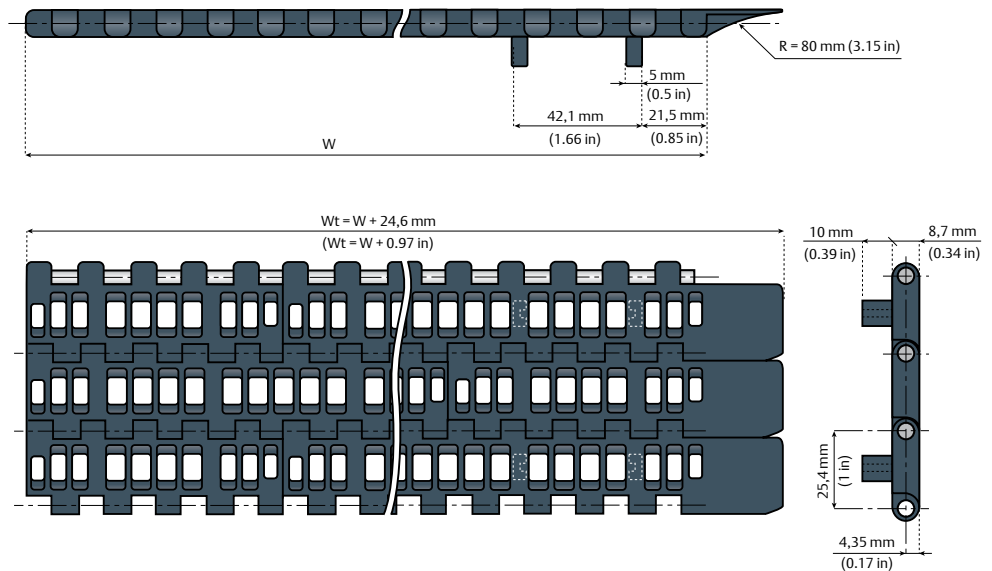 R = 80 mm (3.15 in)
5 mm
(0.5 in)
42,1 mm
(1.66 in)
21,5 mm
(0.85 in)
W
Wt = W + 24,6 mm
(Wt = W + 0.97 in)
10 mm
(0.39 in)
8,7 mm
(0.34 in)
25,4 mm
(1 in)
4,35 mm
(0.17 in)